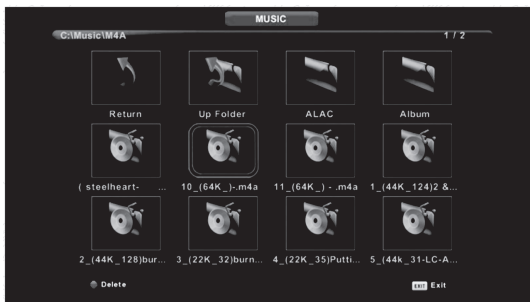 MUSIC
C:\Music\M4A 1 / 2
Return Up Folder ALAC Album
( steelheart- ... 10_(64K_)-.m4a 11_(64K_) - .m4a 1_(44K_124)2 &...
2_(44K_128)bur... 3_(22K_32)burn... 4_(22K_35)Putti... 5_(44k_31-LC-A...
Delete EXIT Exit